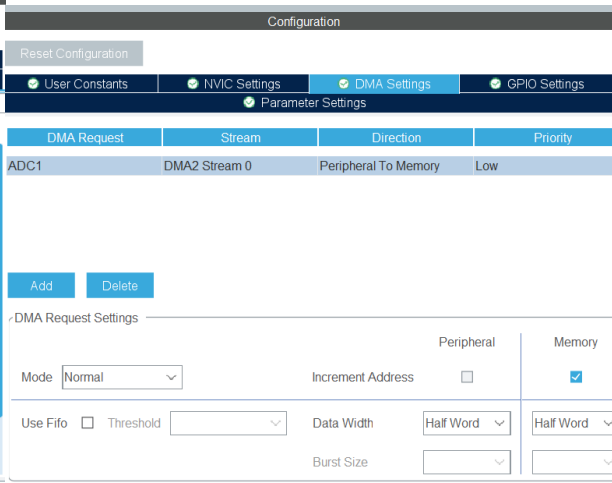 Configuration
Reset Configuration
User Constants NVIC Settings DMA Settings GPIO Settings
Parameter Settings
DMA Request Stream Direction Priority
ADC1 DMA2 Stream 0 Peripheral To Memory Low
Add Delete
DMA Request Settings
Peripheral Memory
Mode Normal Increment Address
Use Fifo Threshold Data Width Half Word Half Word
Burst Size